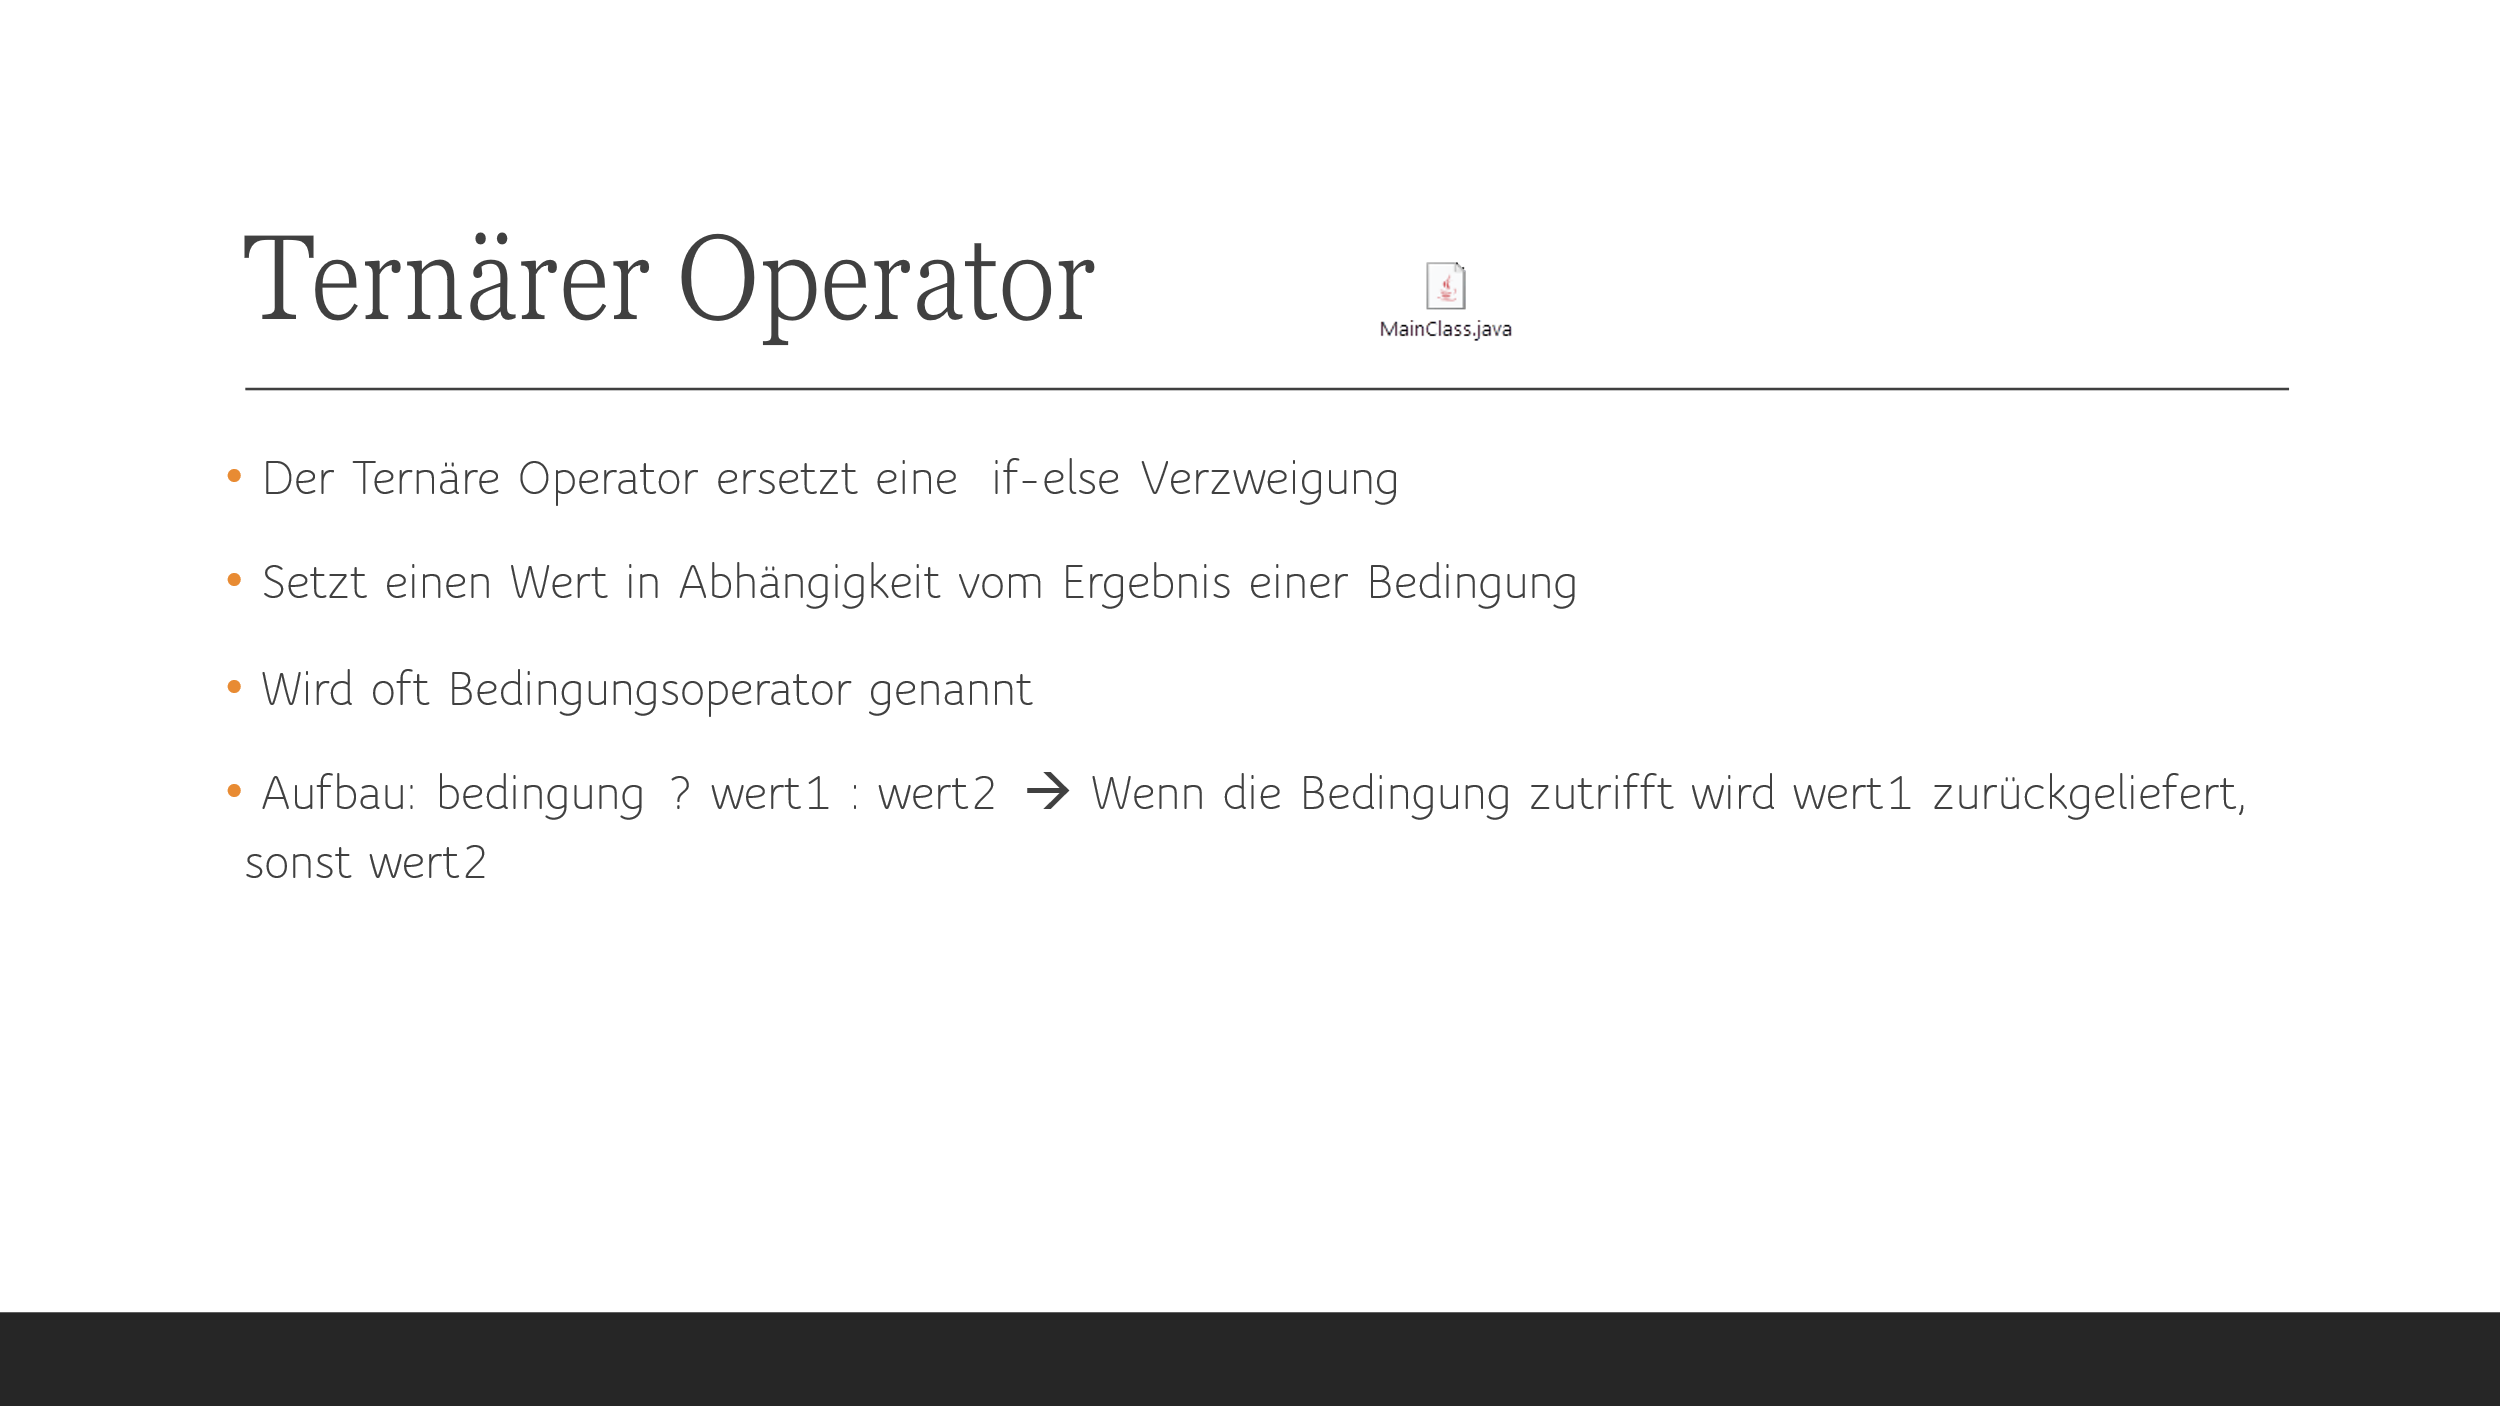 Ternärer Operator
MainClass.java
• Der Ternäre Operator ersetzt eine  if-else Verzweigung
• Setzt einen Wert in Abhängigkeit vom Ergebnis einer Bedingung
• Wird oft Bedingungsoperator genannt
• Aufbau: bedingung ? wert1 : wert2 → Wenn die Bedingung zutrifft wird wert1 zurückgeliefert,
sonst wert2